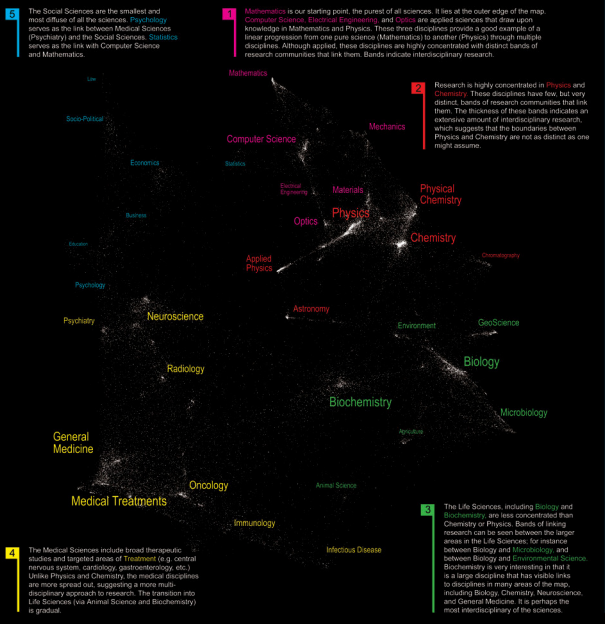 5
The Social Sciences are the smallest and
most diffuse of all the sciences. Psychology
serves as the link between Medical Sciences
(Psychiatry) and the Social Sciences. Statistics
serves as the link with Computer Science
and Mathematics.
1
Mathematics is our starting point, the purest of all sciences. It lies at the outer edge of the map.
Computer Science, Electrical Engineering, and Optics are applied sciences that draw upon
knowledge in Mathematics and Physics. These three disciplines provide a good example of a
linear progression from one pure science (Mathematics) to another (Physics) through multiple
disciplines. Although applied, these disciplines are highly concentrated with distinct bands of
research communities that link them. Bands indicate interdisciplinary research.
2
Research is highly concentrated in Physics and
Chemistry. These disciplines have few, but very
distinct, bands of research communities that link
them. The thickness of these bands indicates an
extensive amount of interdisciplinary research,
which suggests that the boundaries between
Physics and Chemistry are not as distinct as one
might assume.
Law
Mathematics
Socio-Political
Mechanics
Computer Science
Economics
Statistics
Electrical
Engineering
Materials
Physical
Chemistry
Business
Optics
Physics
Education
Chemistry
Applied
Physics
Chromatography
Psychology
Astronomy
Psychiatry
Neuroscience
Environment
GeoScience
Radiology
Biology
Biochemistry
Microbiology
Agriculture
General
Medicine
Oncology
Animal Science
Medical Treatments
Immunology
Infectious Disease
3
The Life Sciences, including Biology and
Biochemistry, are less concentrated than
Chemistry or Physics. Bands of linking
research can be seen between the larger
areas in the Life Sciences; for instance
between Biology and Microbiology, and
between Biology and Environmental Science.
Biochemistry is very interesting in that it
is a large discipline that has visible links
to disciplines in many areas of the map,
including Biology, Chemistry, Neuroscience,
and General Medicine. It is perhaps the
most interdisciplinary of the sciences.
4
The Medical Sciences include broad therapeutic
studies and targeted areas of Treatment (e.g. central
nervous system, cardiology, gastroenterology, etc.)
Unlike Physics and Chemistry, the medical disciplines
are more spread out, suggesting a more multi-
disciplinary approach to research. The transition into
Life Sciences (via Animal Science and Biochemistry)
is gradual.